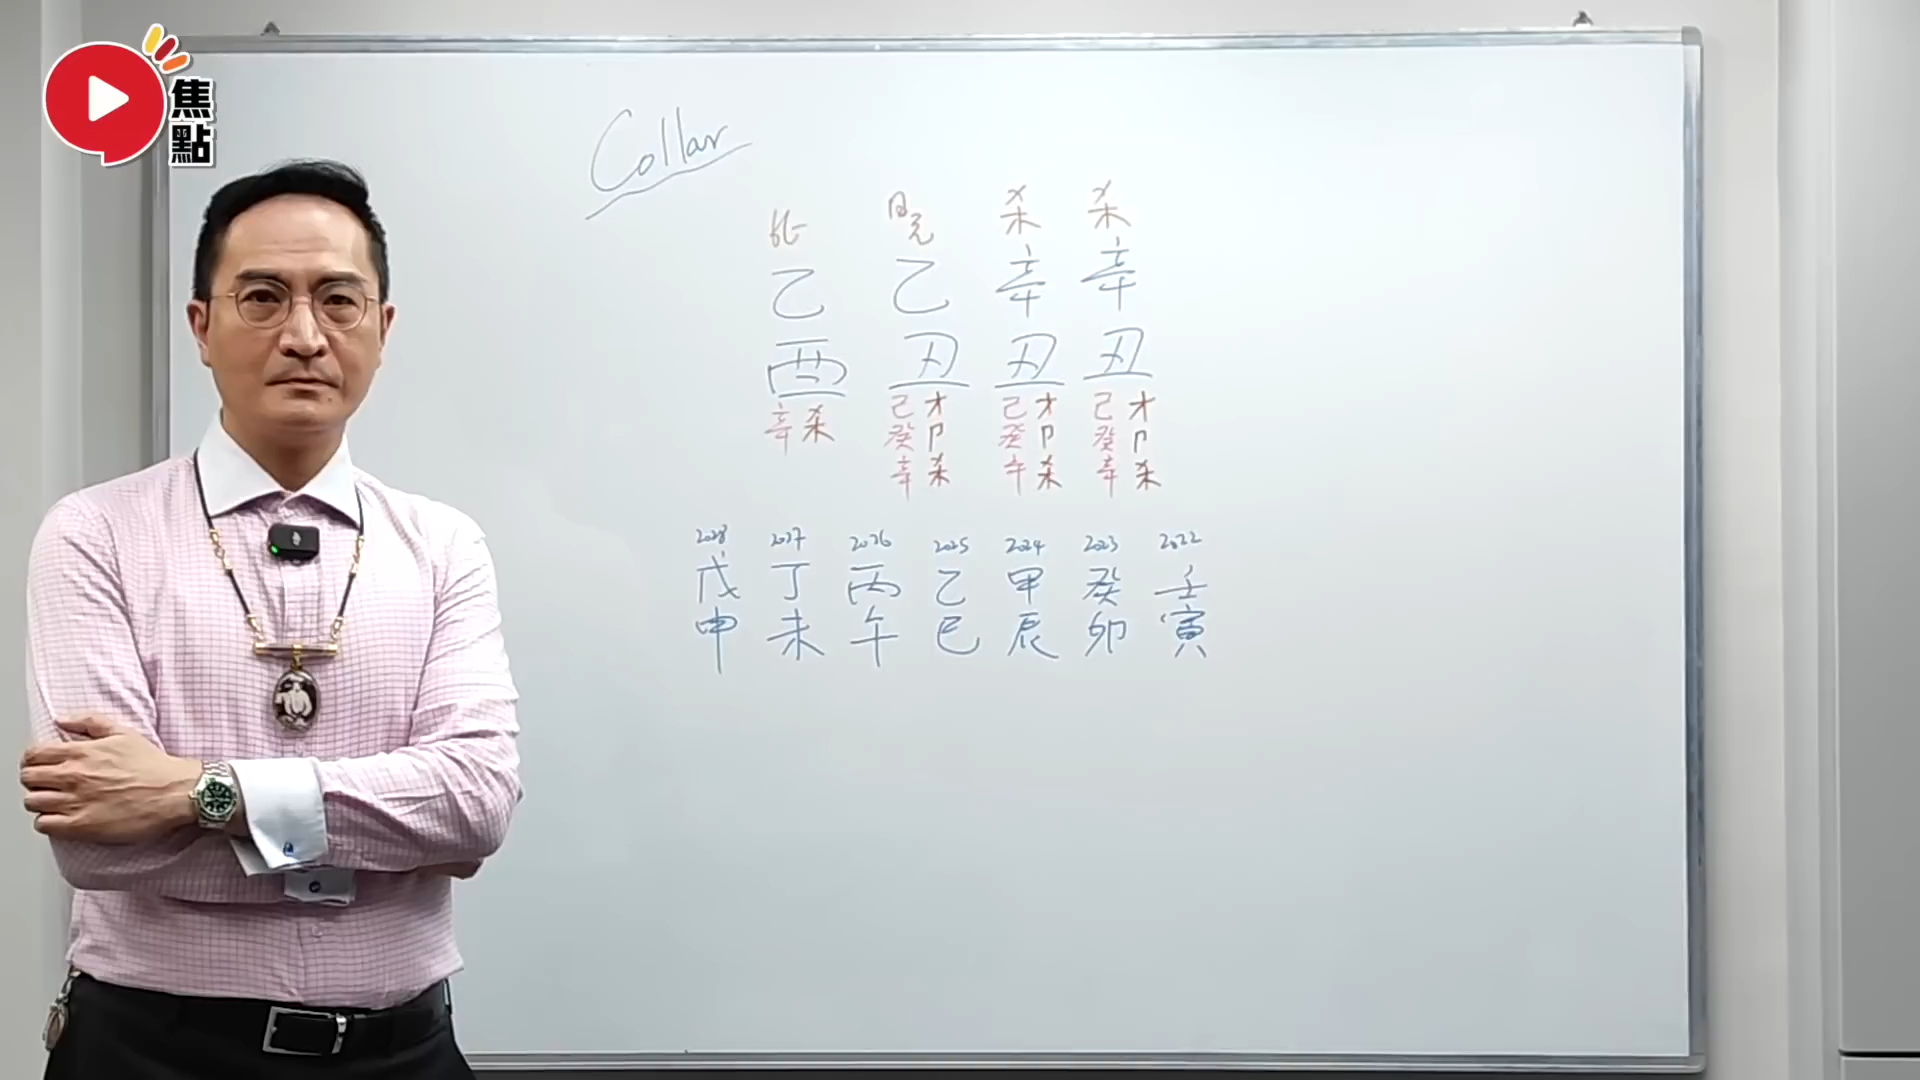 焦
點
Collar
比 日元 杀 杀
乙 乙 辛 辛
酉 丑 丑 丑
辛 杀 己 才 己 才 己 才
癸 卩 癸 卩 癸 卩
辛 杀 辛 杀 辛 杀
2028 2027 2026 2025 2024 2023 2022
戊 丁 丙 乙 甲 癸 壬
申 未 午 巳 辰 卯 寅